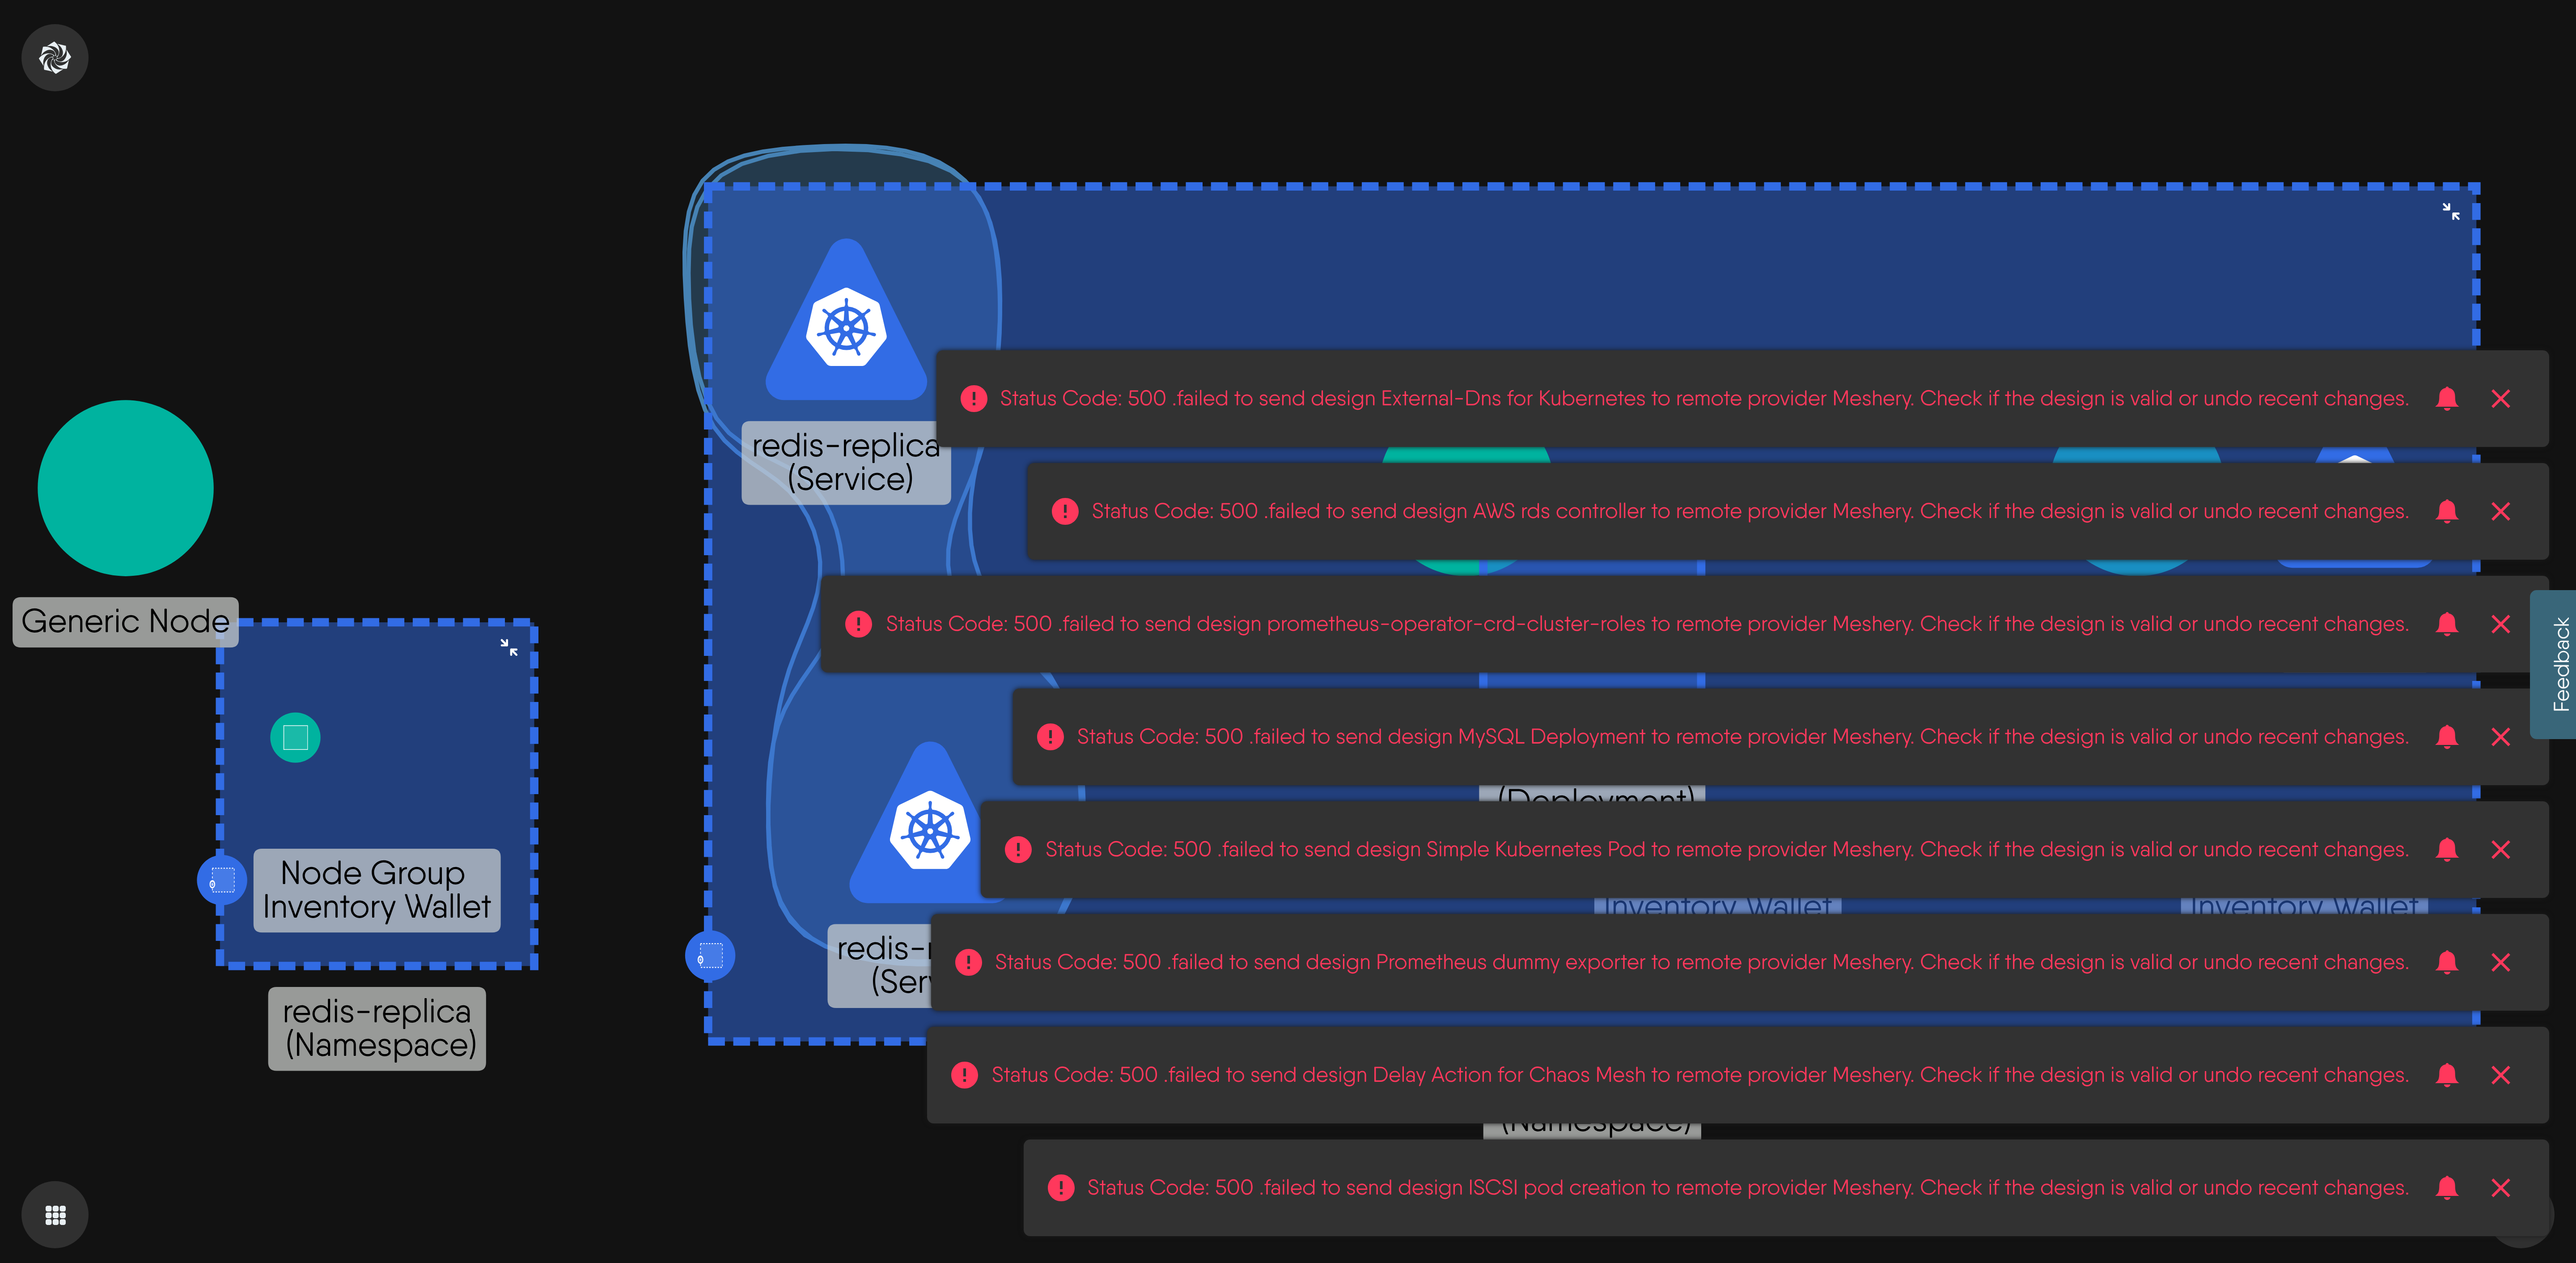 redis-replica
(Service)
Generic Node
Node Group
Inventory Wallet
redis-replica
(Namespace)
redis-r
(Serv
Status Code: 500 .failed to send design External-Dns for Kubernetes to remote provider Meshery. Check if the design is valid or undo recent changes.
Status Code: 500 .failed to send design AWS rds controller to remote provider Meshery. Check if the design is valid or undo recent changes.
Status Code: 500 .failed to send design prometheus-operator-crd-cluster-roles to remote provider Meshery. Check if the design is valid or undo recent changes.
Status Code: 500 .failed to send design MySQL Deployment to remote provider Meshery. Check if the design is valid or undo recent changes.
(Deployment)
Status Code: 500 .failed to send design Simple Kubernetes Pod to remote provider Meshery. Check if the design is valid or undo recent changes.
Inventory Wallet
Inventory Wallet
Status Code: 500 .failed to send design Prometheus dummy exporter to remote provider Meshery. Check if the design is valid or undo recent changes.
Status Code: 500 .failed to send design Delay Action for Chaos Mesh to remote provider Meshery. Check if the design is valid or undo recent changes.
(Namespace)
Status Code: 500 .failed to send design ISCSI pod creation to remote provider Meshery. Check if the design is valid or undo recent changes.
Feedback